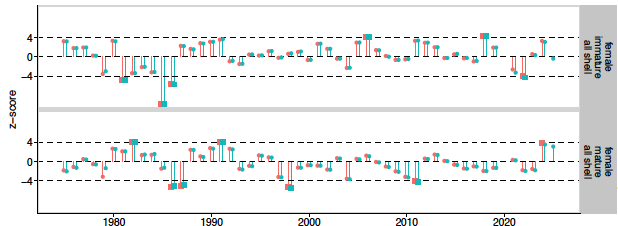 z-score
4
0
−4
female
immature
all shell
4
0
−4
female
mature
all shell
1980
1990
2000
2010
2020